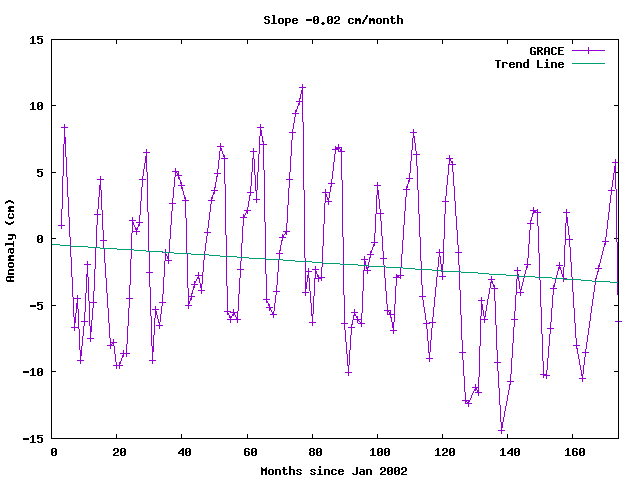 Slope -0.02 cm/month
GRACE
Trend Line
15
10
5
0
-5
-10
-15
Anomaly (cm)
0 20 40 60 80 100 120 140 160
Months since Jan 2002